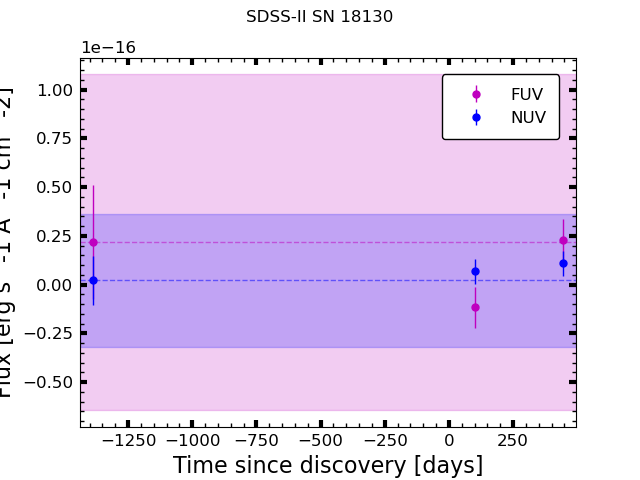 SDSS-II SN 18130
1e−16
FUV
NUV
1.00
0.75
0.50
0.25
0.00
−0.25
−0.50
Flux [erg s -1 A -1 cm -2]
−1250 −1000 −750 −500 −250 0 250
Time since discovery [days]